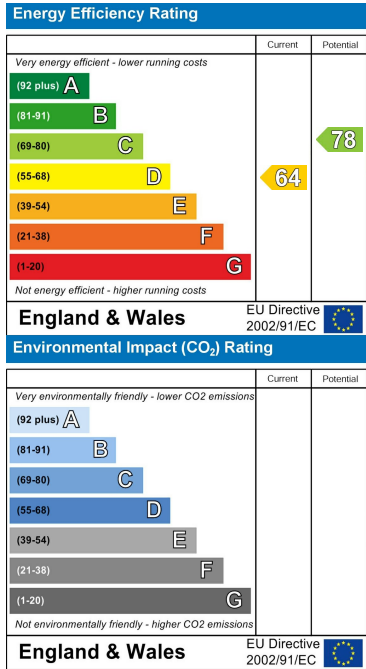 Energy Efficiency Rating
Current Potential
Very energy efficient - lower running costs
(92 plus) A
(81-91) B
(69-80) C
78
(55-68) D
64
(39-54) E
(21-38) F
(1-20) G
Not energy efficient - higher running costs
England & Wales
EU Directive
2002/91/EC
Environmental Impact (CO₂) Rating
Current Potential
Very environmentally friendly - lower CO2 emissions
(92 plus) A
(81-91) B
(69-80) C
(55-68) D
(39-54) E
(21-38) F
(1-20) G
Not environmentally friendly - higher CO2 emissions
England & Wales
EU Directive
2002/91/EC